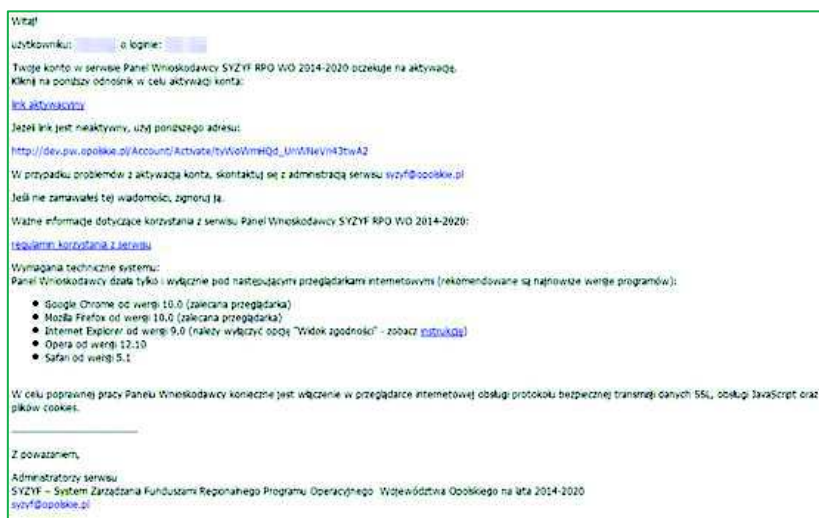 Witaj!
użytkowniku: o loginie:
Twoje konto w serwisie Panel Wnioskodawcy SYZYF RPO WO 2014-2020 oczekuje na aktywację.
Kliknij na poniższy odnośnik w celu aktywacji konta:
link aktywacyjny
Jeżeli link jest nieaktywny, użyj poniższego adresu:
http://dev.pw.opolskie.pl/Account/Activate/tyWoWmHQd_UnWNeVn43twA2
W przypadku problemów z aktywacją konta, skontaktuj się z administracją serwisu syzyf@opolskie.pl
Jeśli nie zamawiałeś tej wiadomości, zignoruj ją.
Ważne informacje dotyczące korzystania z serwisu Panel Wnioskodawcy SYZYF RPO WO 2014-2020:
regulamin korzystania z serwisu
Wymagania techniczne systemu:
Panel Wnioskodawcy działa tylko i wyłącznie pod następującymi przeglądarkami internetowymi (rekomendowane są najnowsze wersje programów):
● Google Chrome od wersji 10.0 (zalecana przeglądarka)
● Mozilla Firefox od wersji 10.0 (zalecana przeglądarka)
● Internet Explorer od wersji 9.0 (należy wyłączyć opcję "Widok zgodności" - zobacz instrukcję)
● Opera od wersji 12.10
● Safari od wersji 5.1
W celu poprawnej pracy Panelu Wnioskodawcy konieczne jest włączenie w przeglądarce internetowej obsługi protokołu bezpiecznej transmisji danych SSL, obsługi JavaScript oraz
plików cookies.
Z poważaniem,
Administratorzy serwisu
SYZYF – System Zarządzania Funduszami Regionalnego Programu Operacyjnego Województwa Opolskiego na lata 2014-2020
syzyf@opolskie.pl